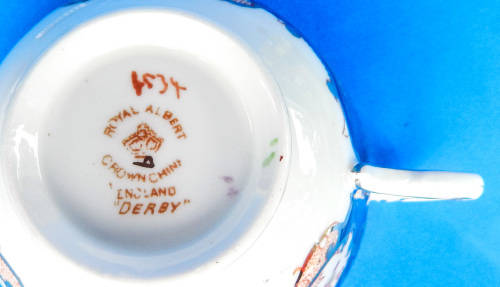 4534
ROYAL ALBERT
CROWN CHINA
ENGLAND
"DERBY"